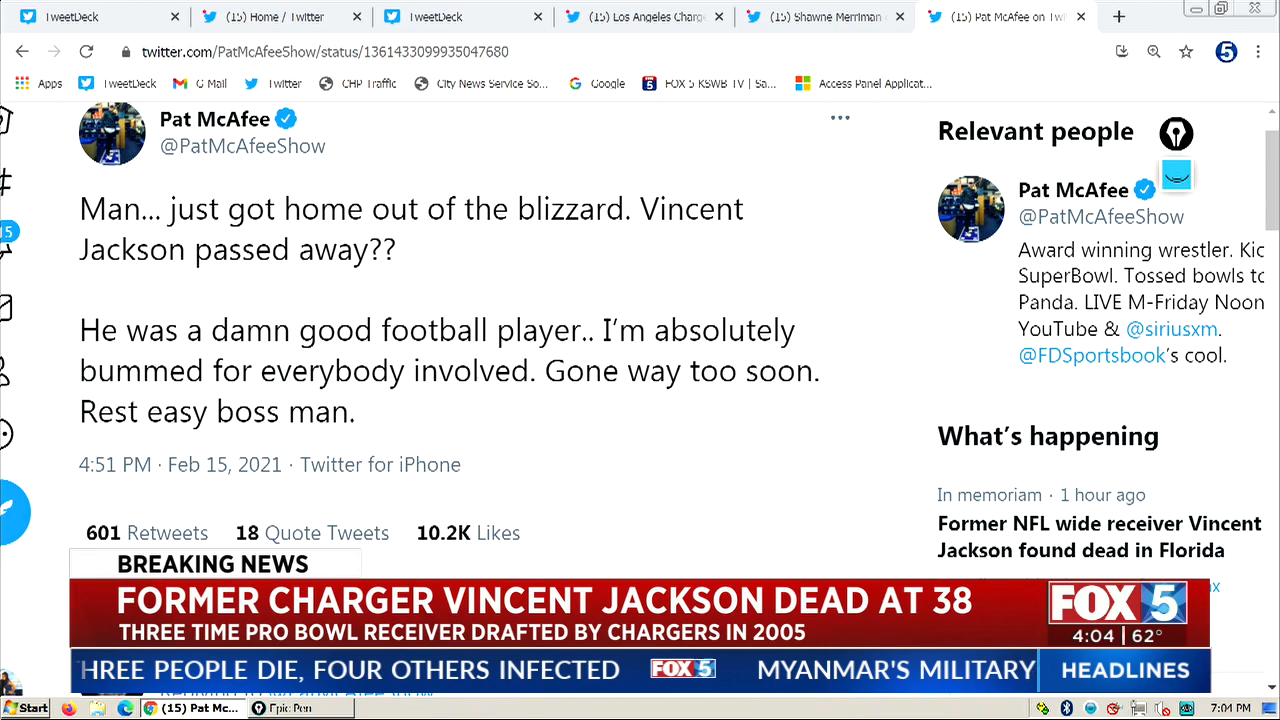 TweetDeck
(15) Home / Twitter
TweetDeck
(15) Los Angeles Charg
(15) Shawne Merriman
(15) Pat McAfee on Twi
twitter.com/PatMcAfeeShow/status/1361433099935047680
5
Apps
TweetDeck
G Mail
Twitter
CHP Traffic
City News Service So...
Google
FOX 5 KSWB TV | Sa...
Access Panel Applicat...
Pat McAfee
@PatMcAfeeShow
Man... just got home out of the blizzard. Vincent
Jackson passed away??
He was a damn good football player.. I'm absolutely
bummed for everybody involved. Gone way too soon.
Rest easy boss man.
4:51 PM · Feb 15, 2021 · Twitter for iPhone
601 Retweets 18 Quote Tweets 10.2K Likes
15
Relevant people
Pat McAfee
@PatMcAfeeShow
Award winning wrestler. Kic
SuperBowl. Tossed bowls to
Panda. LIVE M-Friday Noon
YouTube & @siriusxm.
@FDSportsbook's cool.
What's happening
In memoriam · 1 hour ago
Former NFL wide receiver Vincent
Jackson found dead in Florida
BREAKING NEWS
FORMER CHARGER VINCENT JACKSON DEAD AT 38
THREE TIME PRO BOWL RECEIVER DRAFTED BY CHARGERS IN 2005
FOX 5
4:04 | 62°
HREE PEOPLE DIE, FOUR OTHERS INFECTED FOX 5 MYANMAR'S MILITARY
HEADLINES
Start
(15) Pat Mc...
Epic Pen
7:04 PM